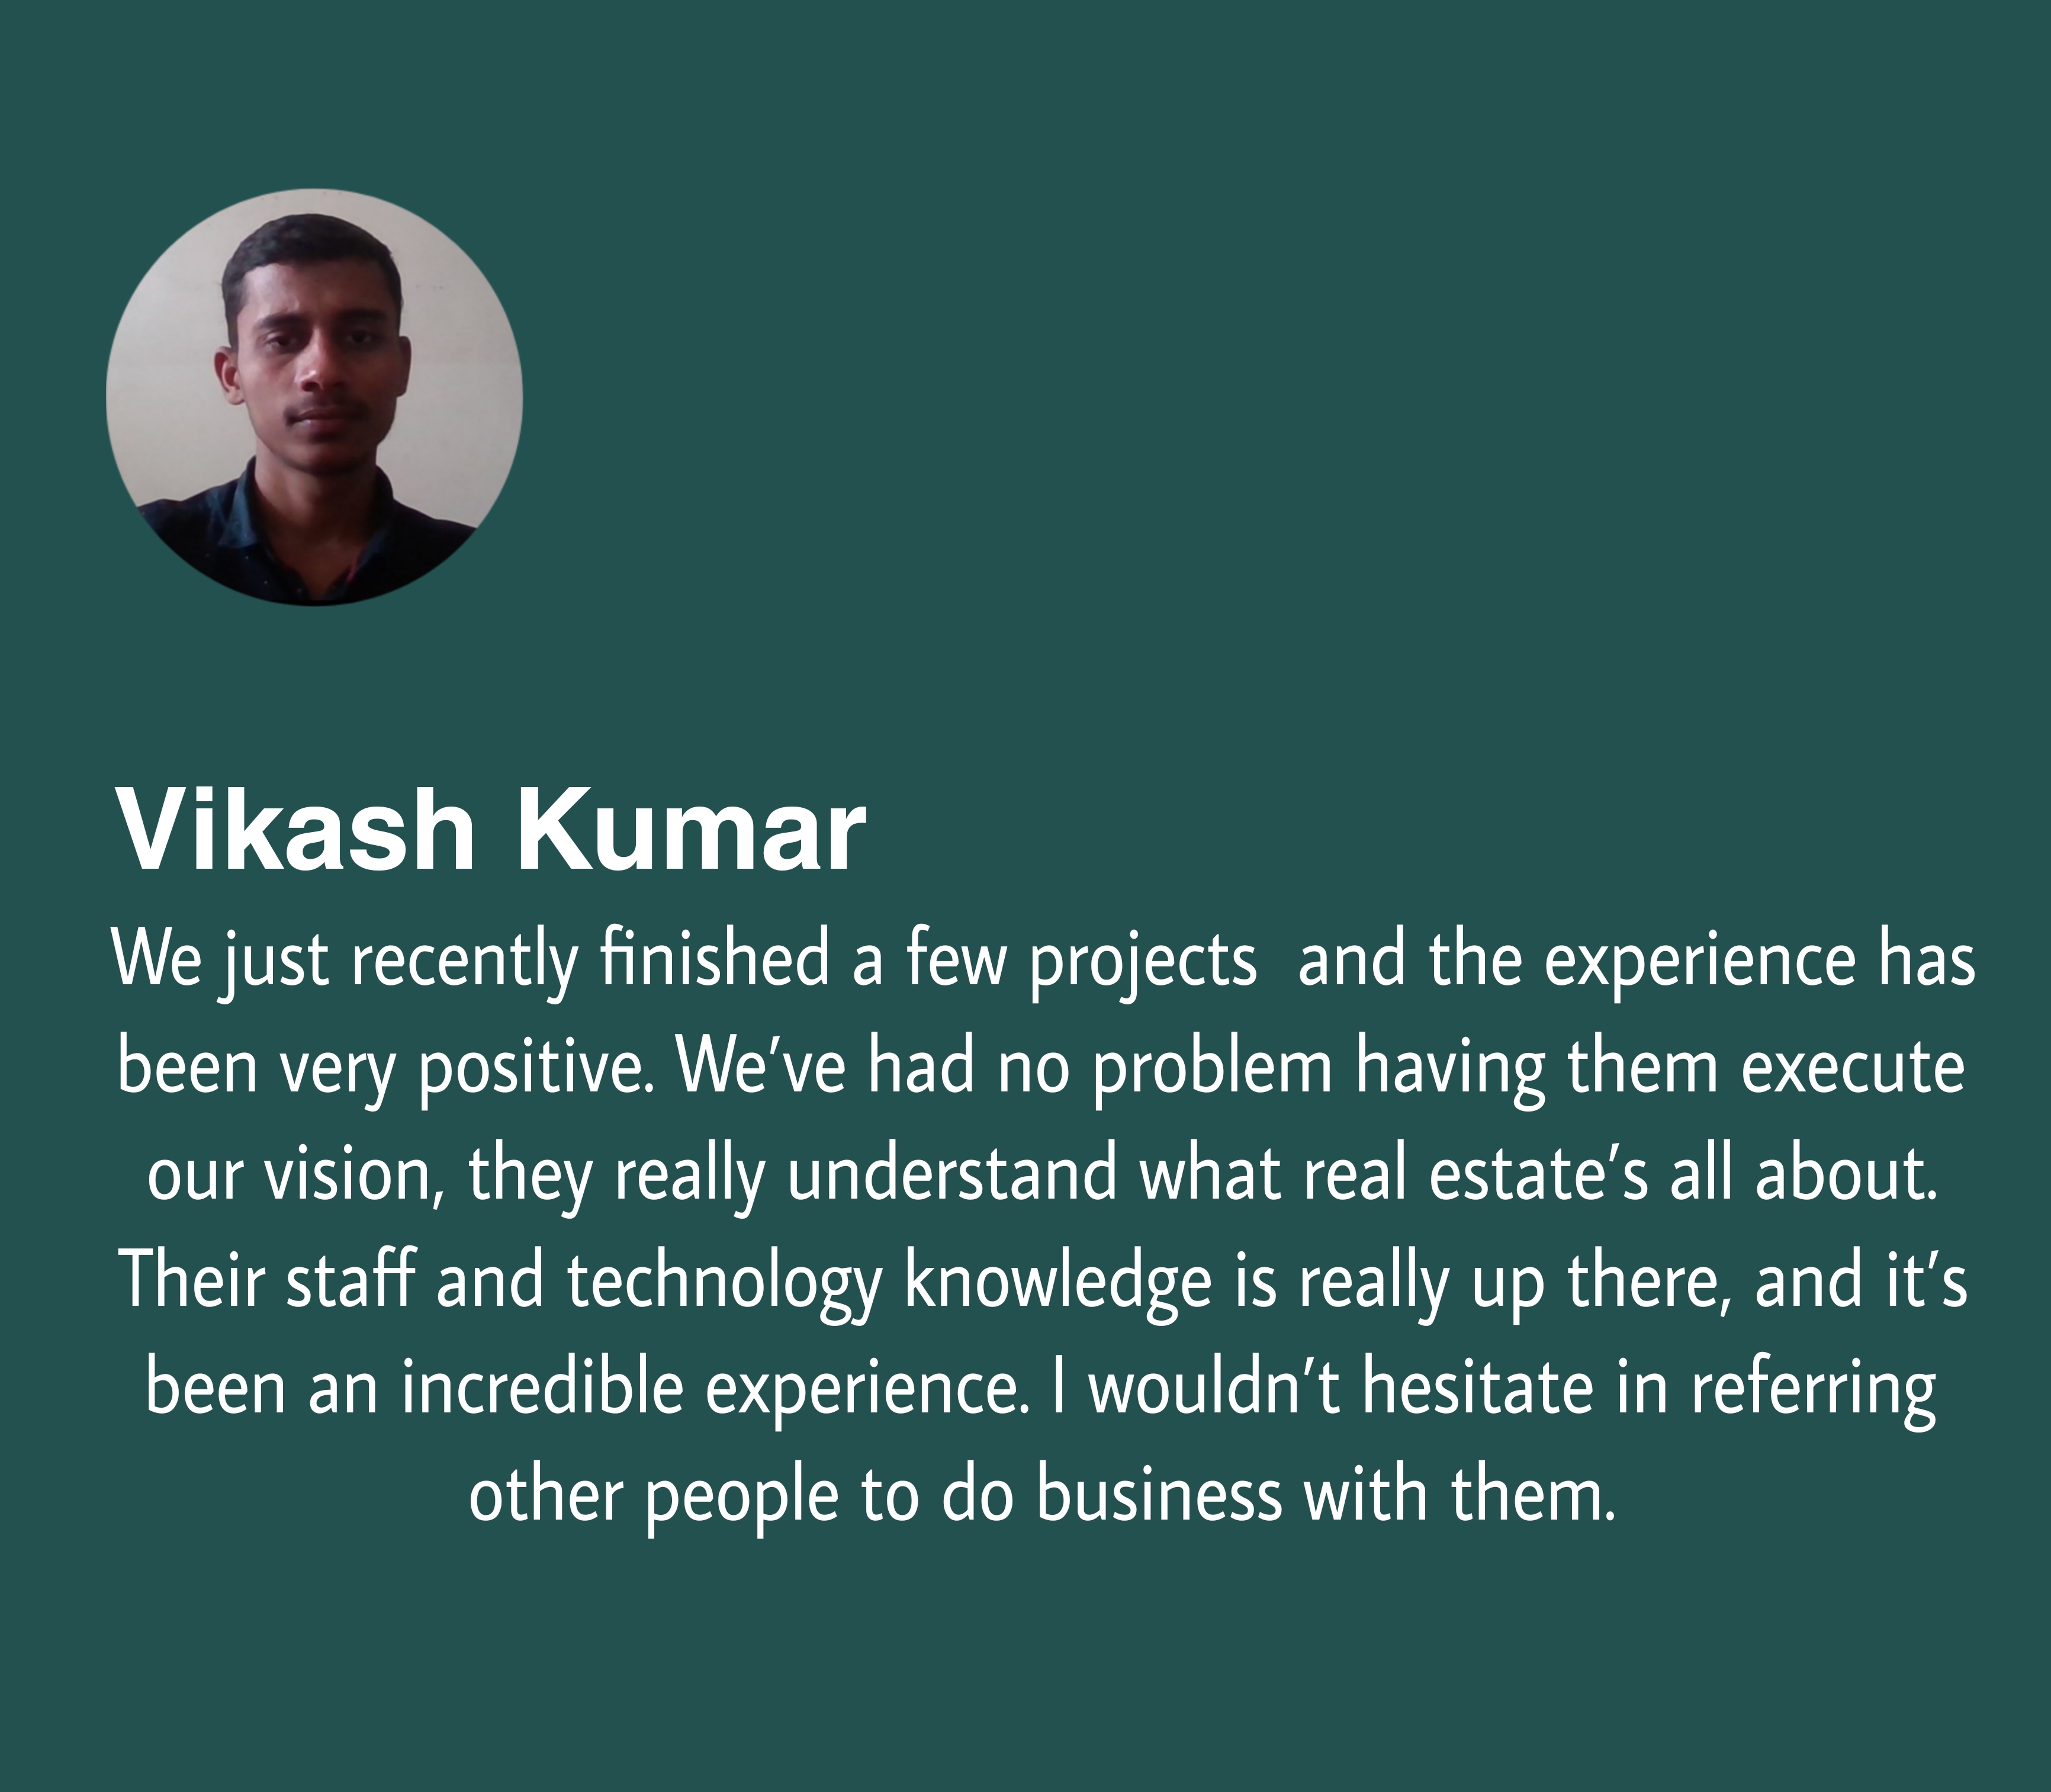 Vikash Kumar
We just recently finished a few projects  and the experience has
been very positive. We’ve had no problem having them execute
our vision, they really understand what real estate’s all about.
Their staff and technology knowledge is really up there, and it’s
been an incredible experience. I wouldn’t hesitate in referring
other people to do business with them.